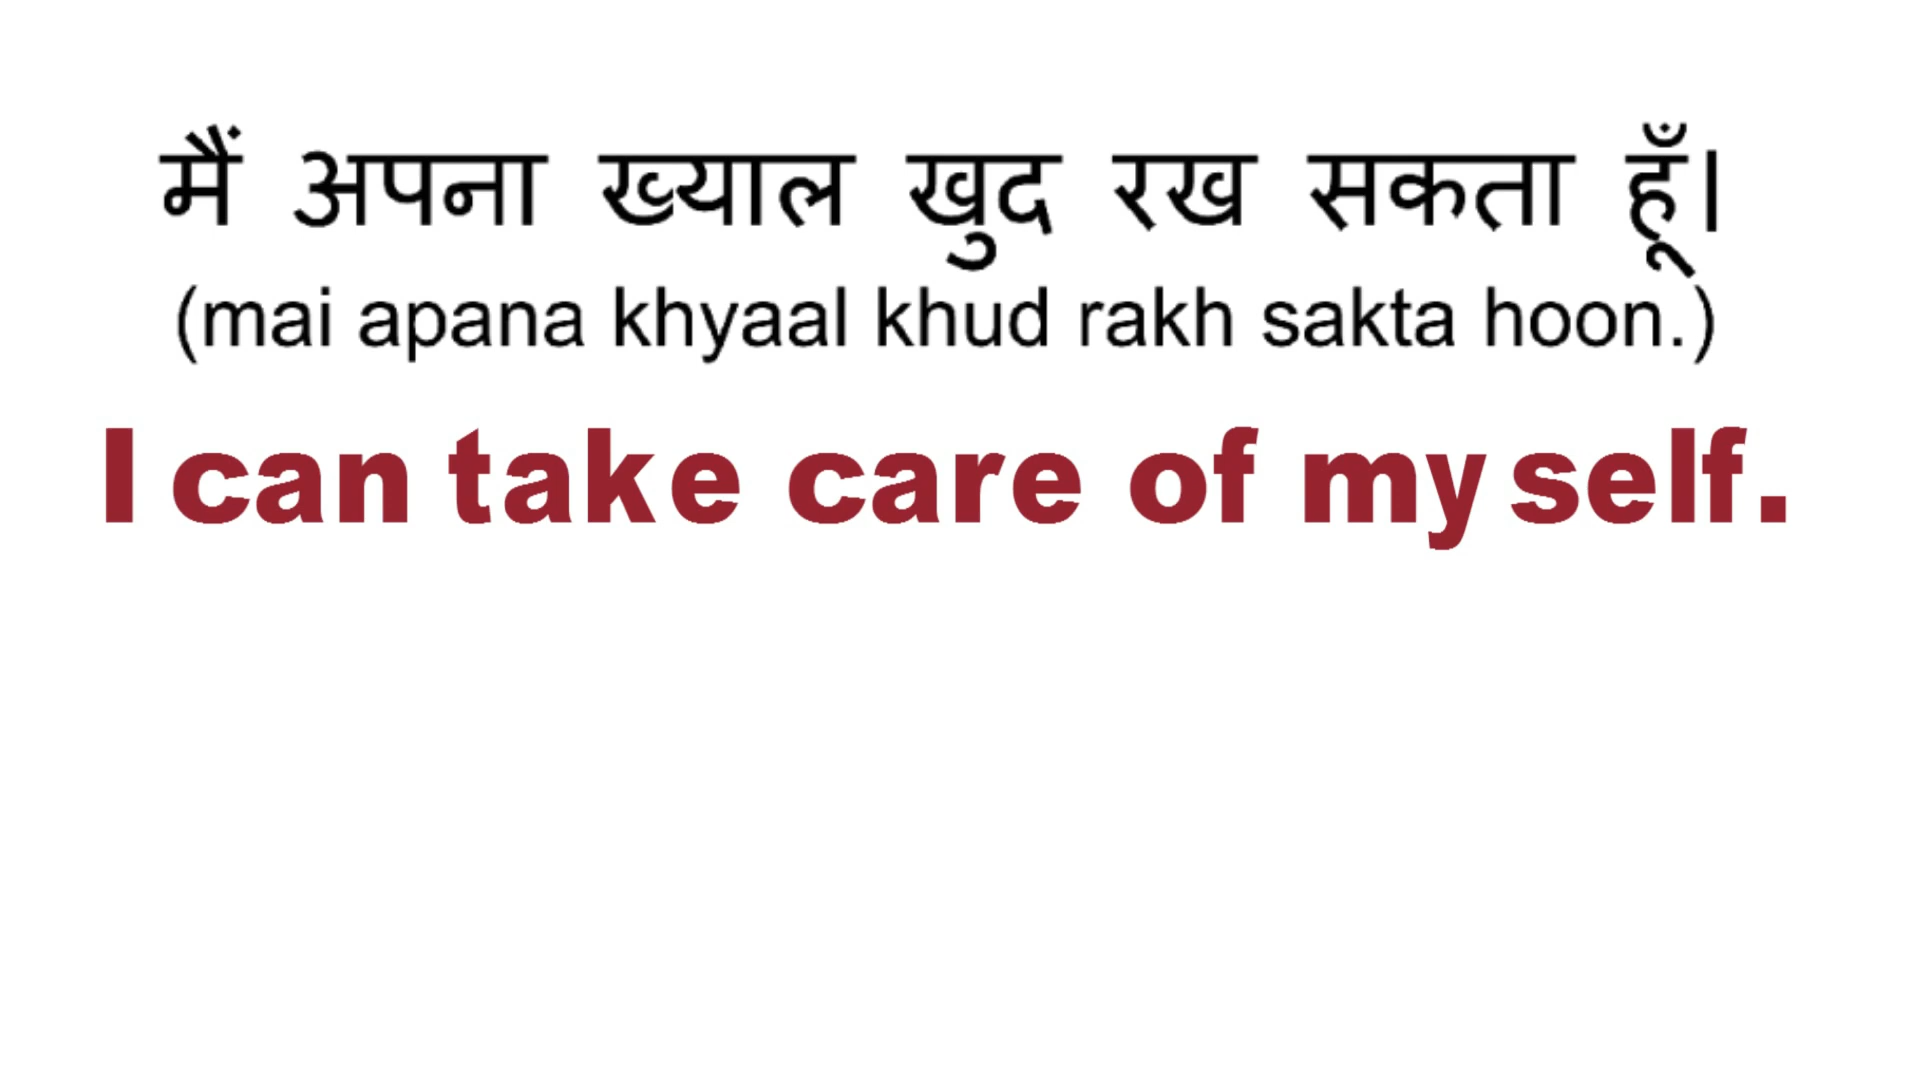 मैं अपना ख्याल खुद रख सकता हूँ।
(mai apana khyaal khud rakh sakta hoon.)
I can take care of myself.